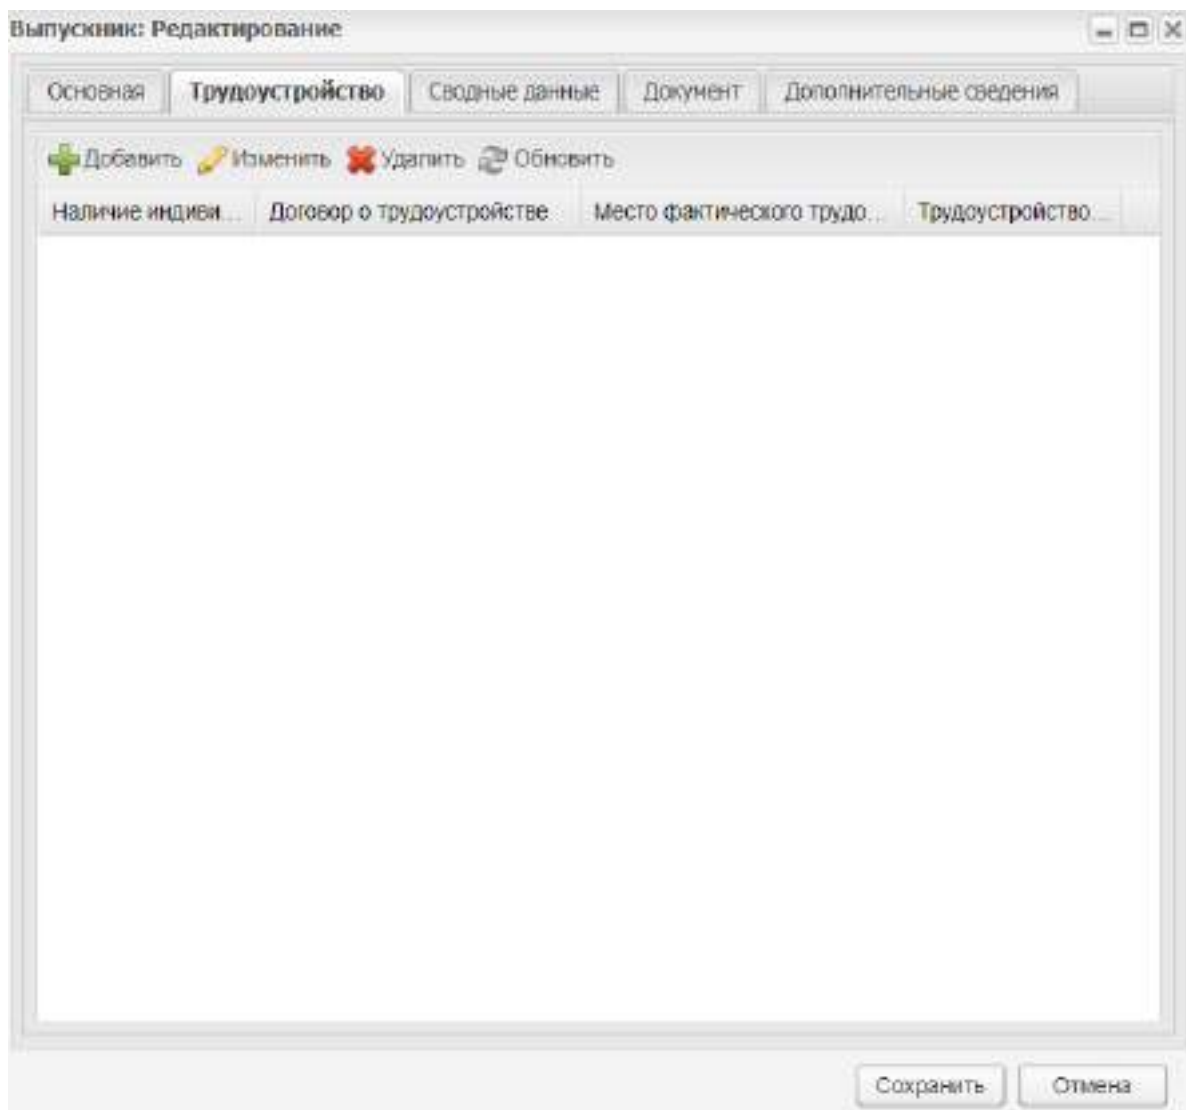 Выпускник: Редактирование
Основная Трудоустройство Сводные данные Документ Дополнительные сведения
Добавить Изменить Удалить Обновить
Наличие индиви... Договор о трудоустройстве Место фактического трудо... Трудоустройство...
Сохранить Отмена